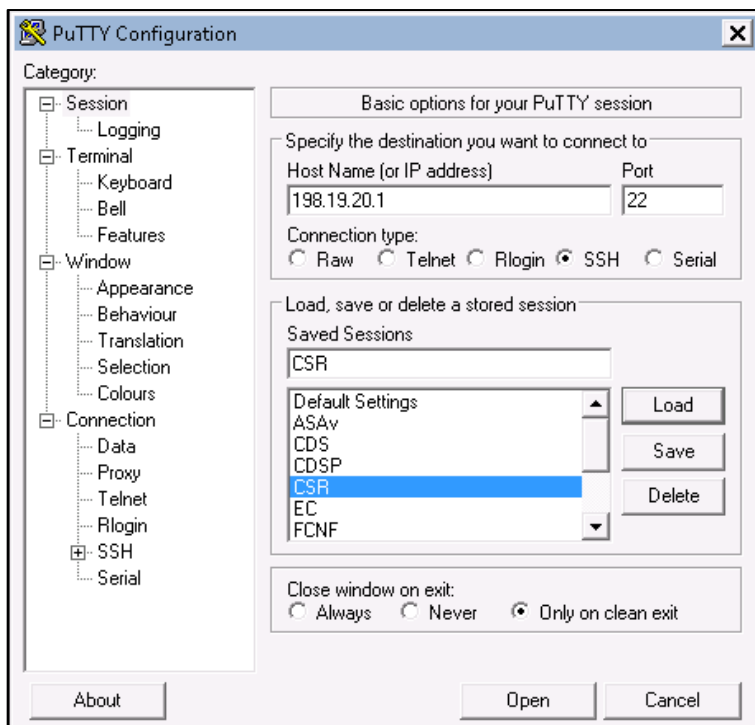 PuTTY Configuration
Category:
Session
Logging
Terminal
Keyboard
Bell
Features
Window
Appearance
Behaviour
Translation
Selection
Colours
Connection
Data
Proxy
Telnet
Rlogin
SSH
Serial
Basic options for your PuTTY session
Specify the destination you want to connect to
Host Name (or IP address) Port
198.19.20.1 22
Connection type:
Raw Telnet Rlogin SSH Serial
Load, save or delete a stored session
Saved Sessions
CSR
Default Settings
ASAv
CDS
CDSP
CSR
EC
FCNF
Load
Save
Delete
Close window on exit:
Always Never Only on clean exit
About Open Cancel